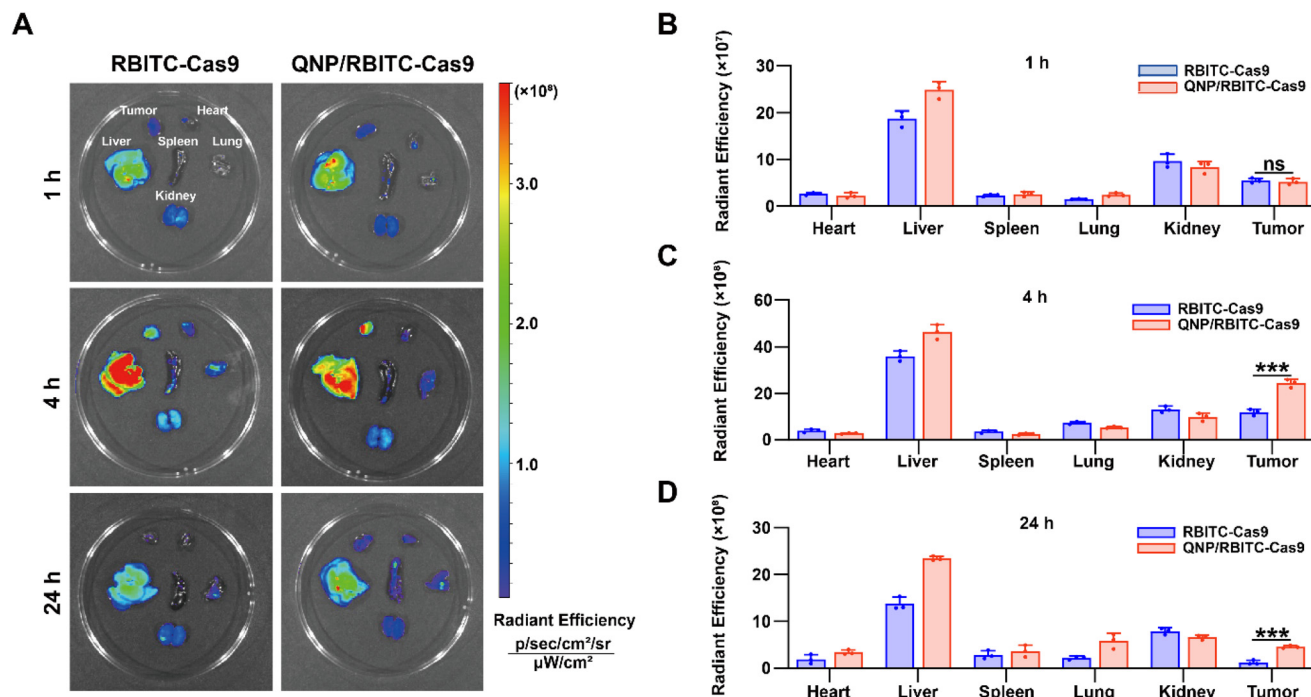 A
RBITC-Cas9
QNP/RBITC-Cas9
1 h
Tumor
Heart
Liver
Spleen
Lung
Kidney
4 h
24 h
(×10⁸)
3.0
2.0
1.0
Radiant Efficiency
p/sec/cm²/sr
µW/cm²
B
Radiant Efficiency (×10⁷)
1 h
RBITC-Cas9
QNP/RBITC-Cas9
30
20
10
0
ns
Heart
Liver
Spleen
Lung
Kidney
Tumor
C
Radiant Efficiency (×10⁸)
4 h
RBITC-Cas9
QNP/RBITC-Cas9
60
40
20
0
***
Heart
Liver
Spleen
Lung
Kidney
Tumor
D
Radiant Efficiency (×10⁸)
24 h
RBITC-Cas9
QNP/RBITC-Cas9
30
20
10
0
***
Heart
Liver
Spleen
Lung
Kidney
Tumor